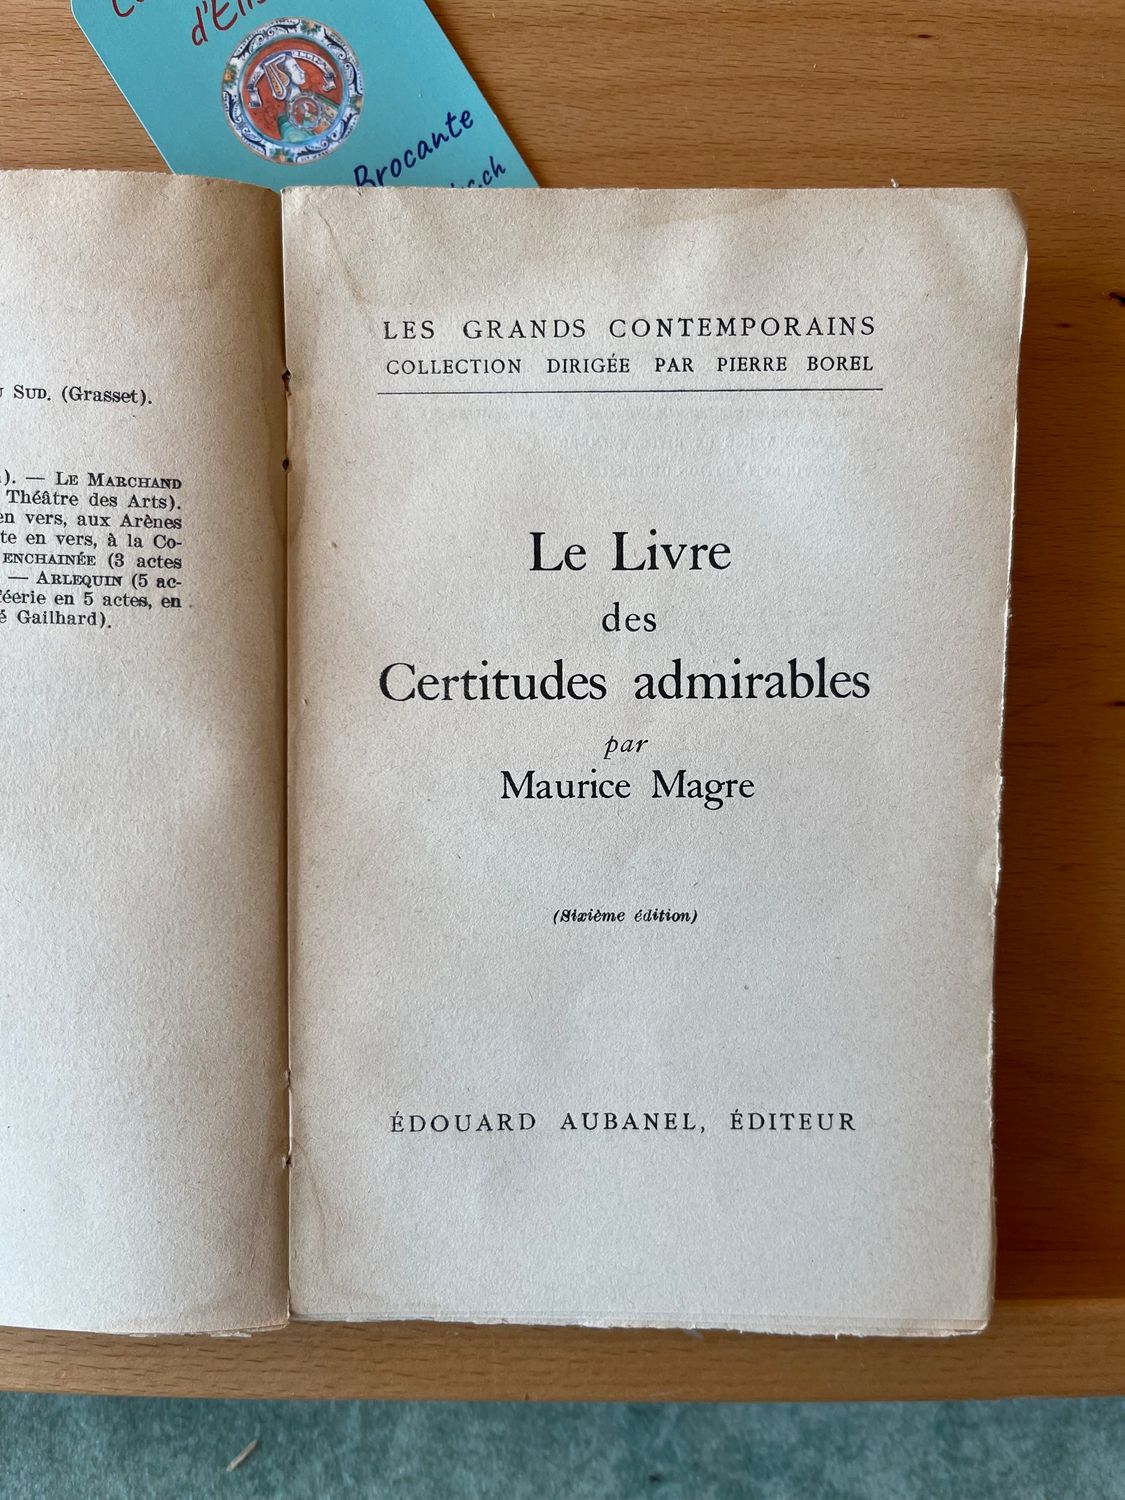 Brocante
.ch
SUD. (Grasset).
). — LE MARCHAND
Théâtre des Arts).
en vers, aux Arènes
te en vers, à la Co-
ENCHAINÉE (3 actes
— ARLEQUIN (5 ac-
féerie en 5 actes, en
é Gailhard).
LES GRANDS CONTEMPORAINS
COLLECTION DIRIGÉE PAR PIERRE BOREL
Le Livre
des
Certitudes admirables
par
Maurice Magre
(Sixième édition)
ÉDOUARD AUBANEL, ÉDITEUR